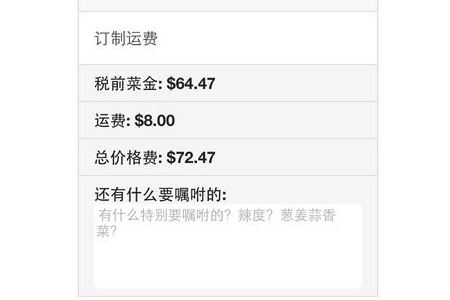 订制运费
税前菜金: $64.47
运费: $8.00
总价格费: $72.47
还有什么要嘱咐的:
有什么特别要嘱咐的？辣度？葱姜蒜香
菜？